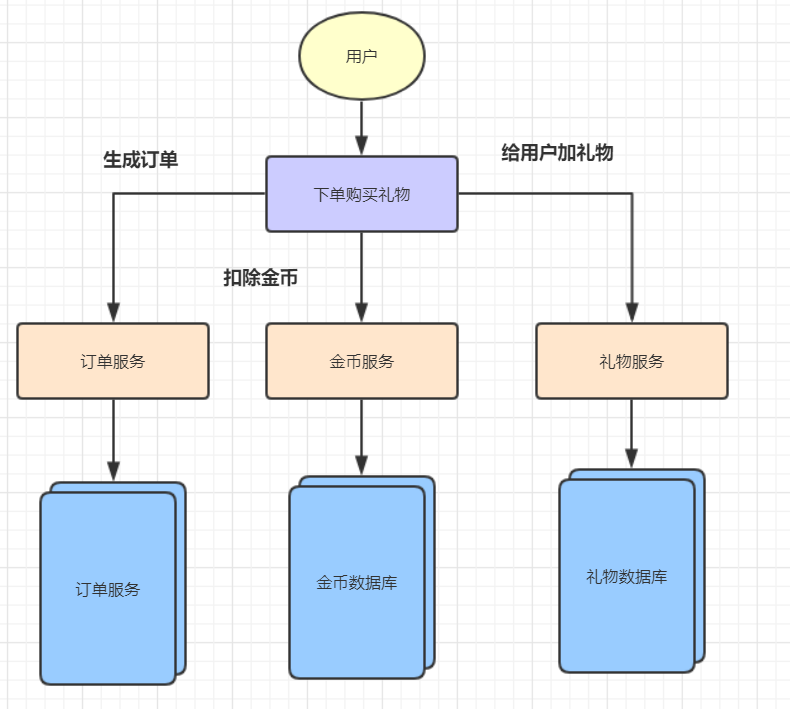 用户
生成订单
给用户加礼物
下单购买礼物
扣除金币
订单服务
金币服务
礼物服务
订单服务
金币数据库
礼物数据库